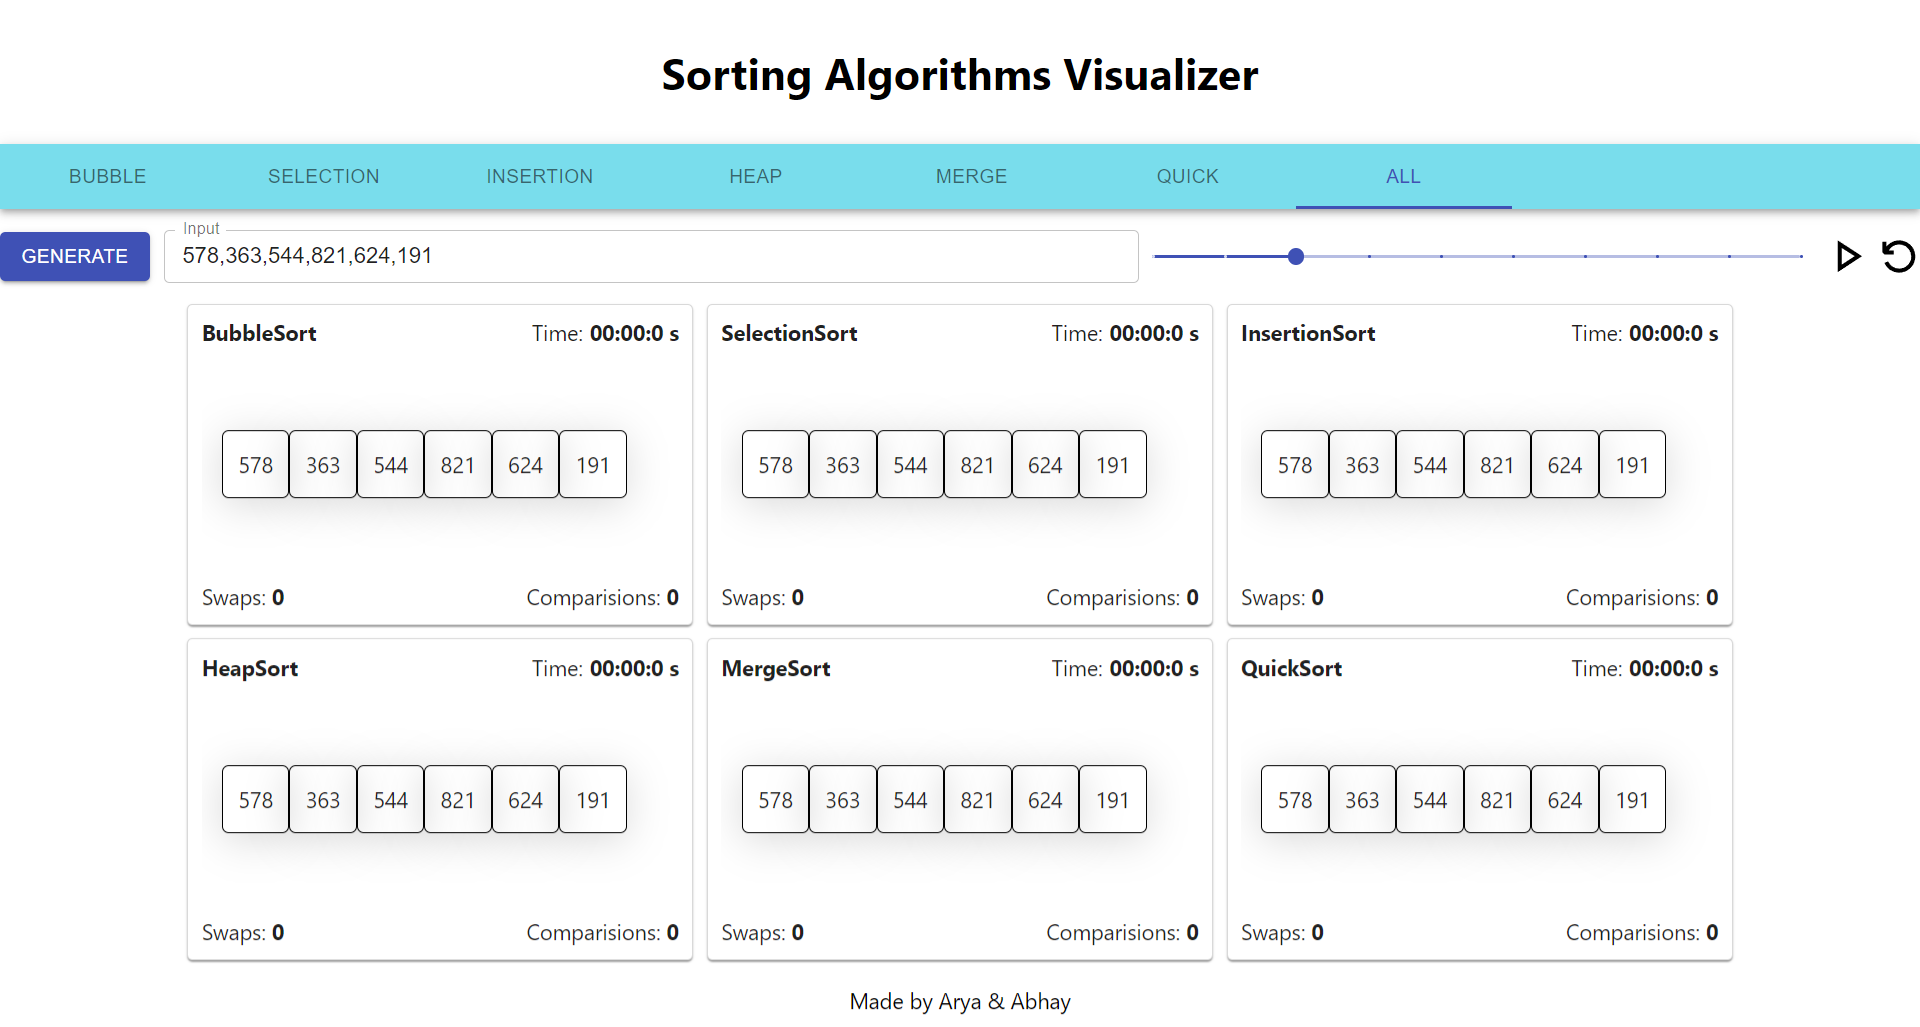 Sorting Algorithms Visualizer
BUBBLE SELECTION INSERTION HEAP MERGE QUICK ALL
GENERATE
Input
578,363,544,821,624,191
BubbleSort Time: 00:00:0 s
578 363 544 821 624 191
Swaps: 0 Comparisions: 0
SelectionSort Time: 00:00:0 s
578 363 544 821 624 191
Swaps: 0 Comparisions: 0
InsertionSort Time: 00:00:0 s
578 363 544 821 624 191
Swaps: 0 Comparisions: 0
HeapSort Time: 00:00:0 s
578 363 544 821 624 191
Swaps: 0 Comparisions: 0
MergeSort Time: 00:00:0 s
578 363 544 821 624 191
Swaps: 0 Comparisions: 0
QuickSort Time: 00:00:0 s
578 363 544 821 624 191
Swaps: 0 Comparisions: 0
Made by Arya & Abhay